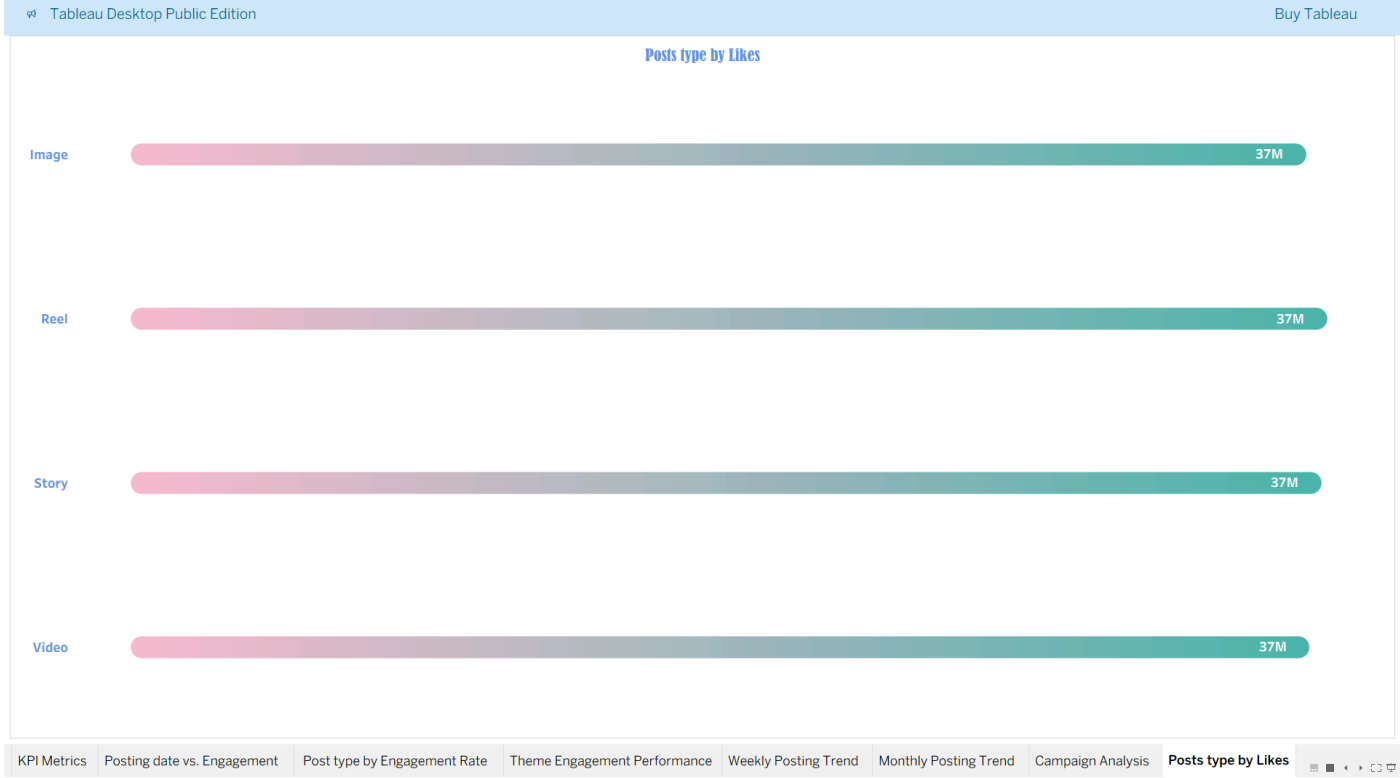 Tableau Desktop Public Edition
Buy Tableau
Posts type by Likes
Image
37M
Reel
37M
Story
37M
Video
37M
KPI Metrics
Posting date vs. Engagement
Post type by Engagement Rate
Theme Engagement Performance
Weekly Posting Trend
Monthly Posting Trend
Campaign Analysis
Posts type by Likes